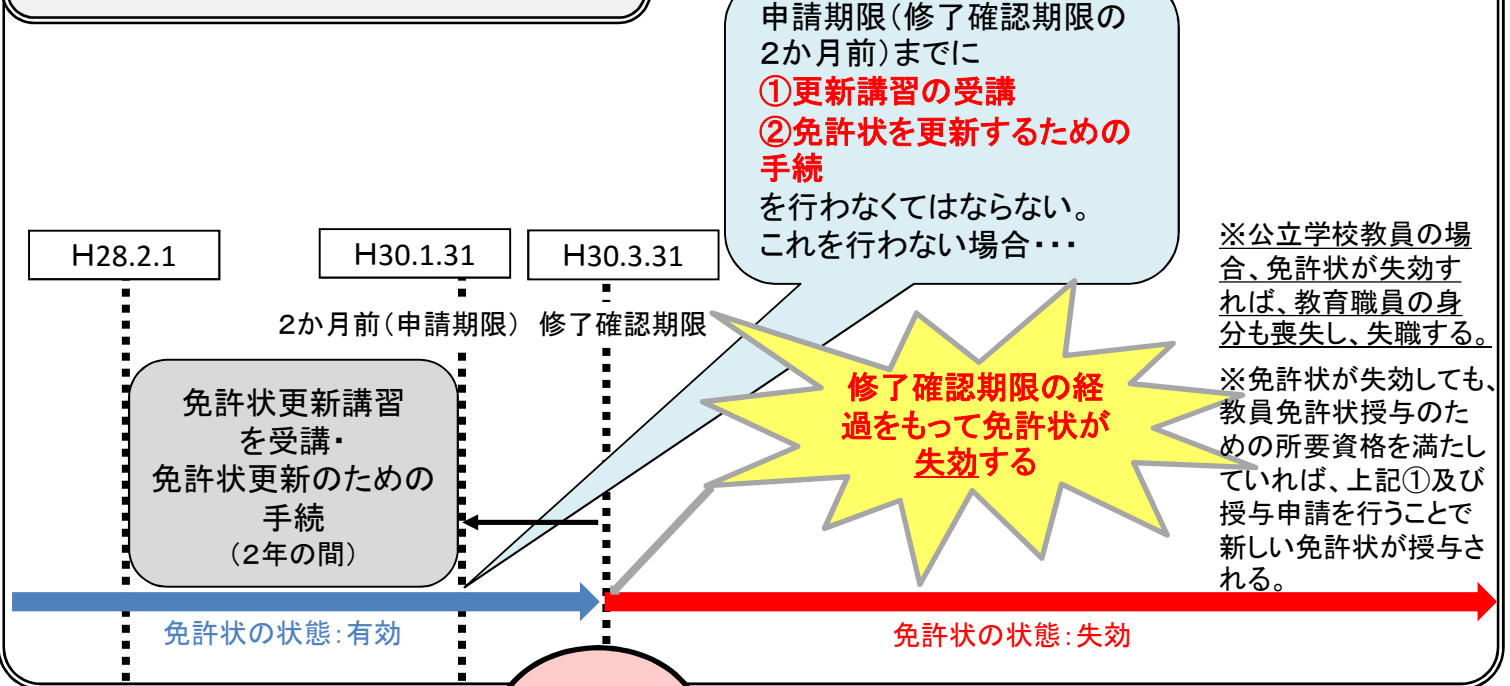 申請期限(修了確認期限の
2か月前)までに
①更新講習の受講
②免許状を更新するための
手続
を行わなくてはならない。
これを行わない場合・・・
H28.2.1
H30.1.31
H30.3.31
2か月前(申請期限)
修了確認期限
免許状更新講習
を受講・
免許状更新のための
手続
(2年の間)
修了確認期限の経
過をもって免許状が
失効する
※公立学校教員の場
合、免許状が失効す
れば、教育職員の身
分も喪失し、失職する。
※免許状が失効しても、
教員免許状授与のた
めの所要資格を満たし
ていれば、上記①及び
授与申請を行うことで
新しい免許状が授与さ
れる。
免許状の状態:有効
免許状の状態:失効